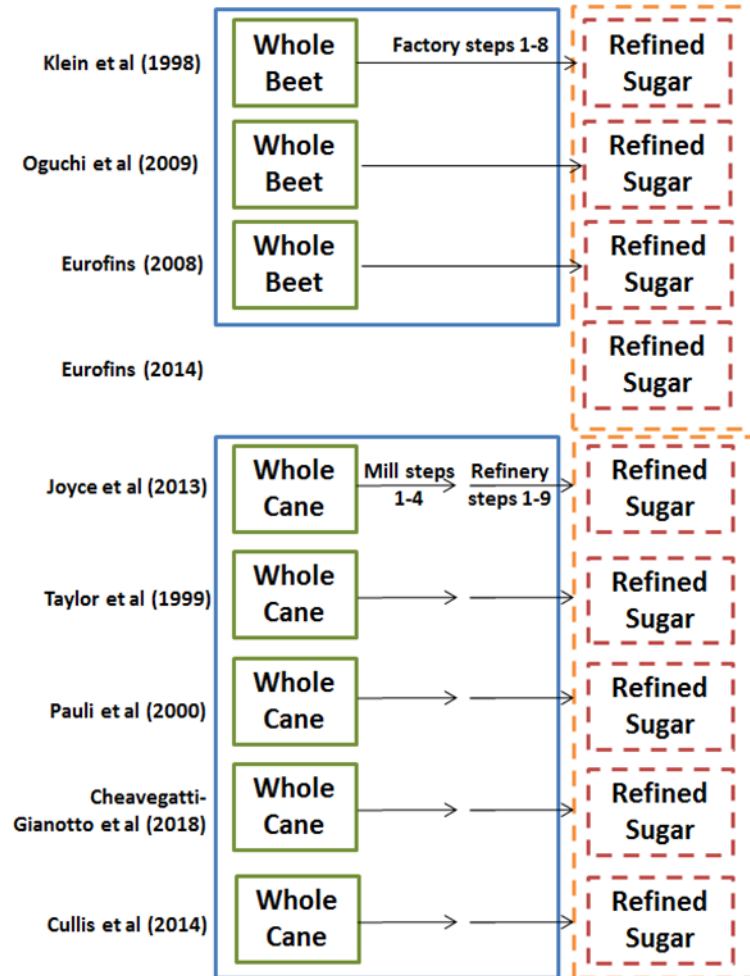 Klein et al (1998)
Whole
Beet
Factory steps 1-8
Refined
Sugar
Oguchi et al (2009)
Whole
Beet
Refined
Sugar
Eurofins (2008)
Whole
Beet
Refined
Sugar
Eurofins (2014)
Refined
Sugar
Joyce et al (2013)
Whole
Cane
Mill steps
1-4
Refinery
steps 1-9
Refined
Sugar
Taylor et al (1999)
Whole
Cane
Refined
Sugar
Pauli et al (2000)
Whole
Cane
Refined
Sugar
Cheavegatti-
Gianotto et al (2018)
Whole
Cane
Refined
Sugar
Cullis et al (2014)
Whole
Cane
Refined
Sugar